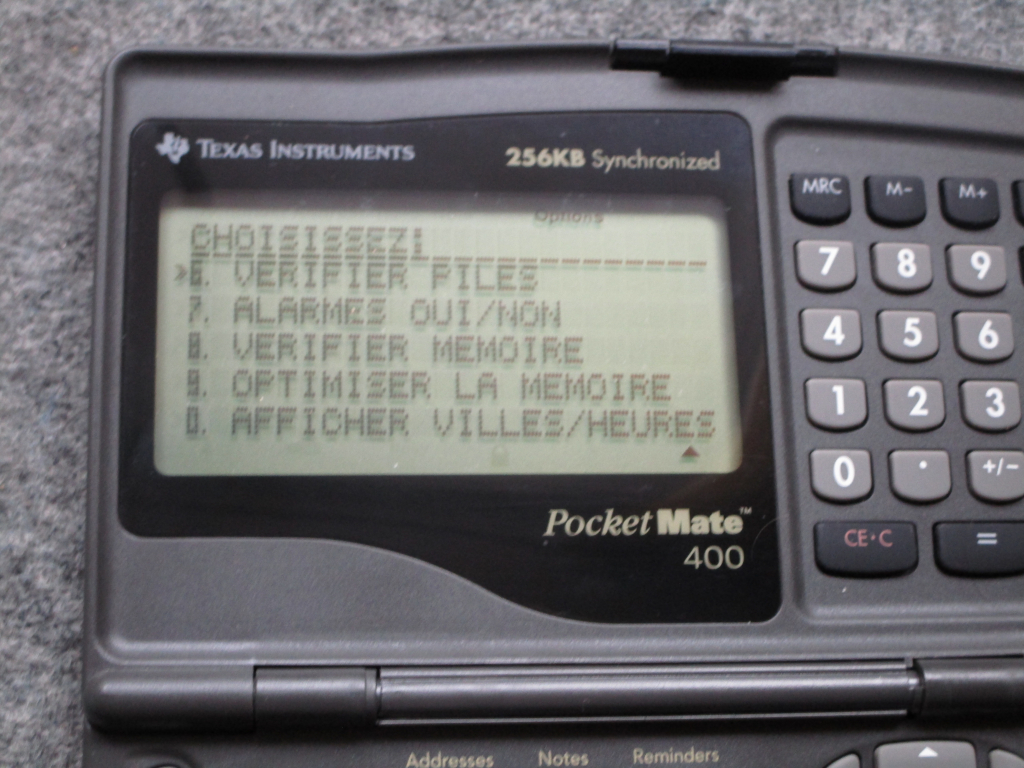 TEXAS INSTRUMENTS
256KB Synchronized
Options
CHOISISSEZ:
6. VERIFIER PILES
7. ALARMES OUI/NON
8. VERIFIER MEMOIRE
9. OPTIMISER LA MEMOIRE
0. AFFICHER VILLES/HEURES
PocketMate™
400
MRC M- M+
7 8 9
4 5 6
1 2 3
0 . +/-
CE·C =
Addresses Notes Reminders